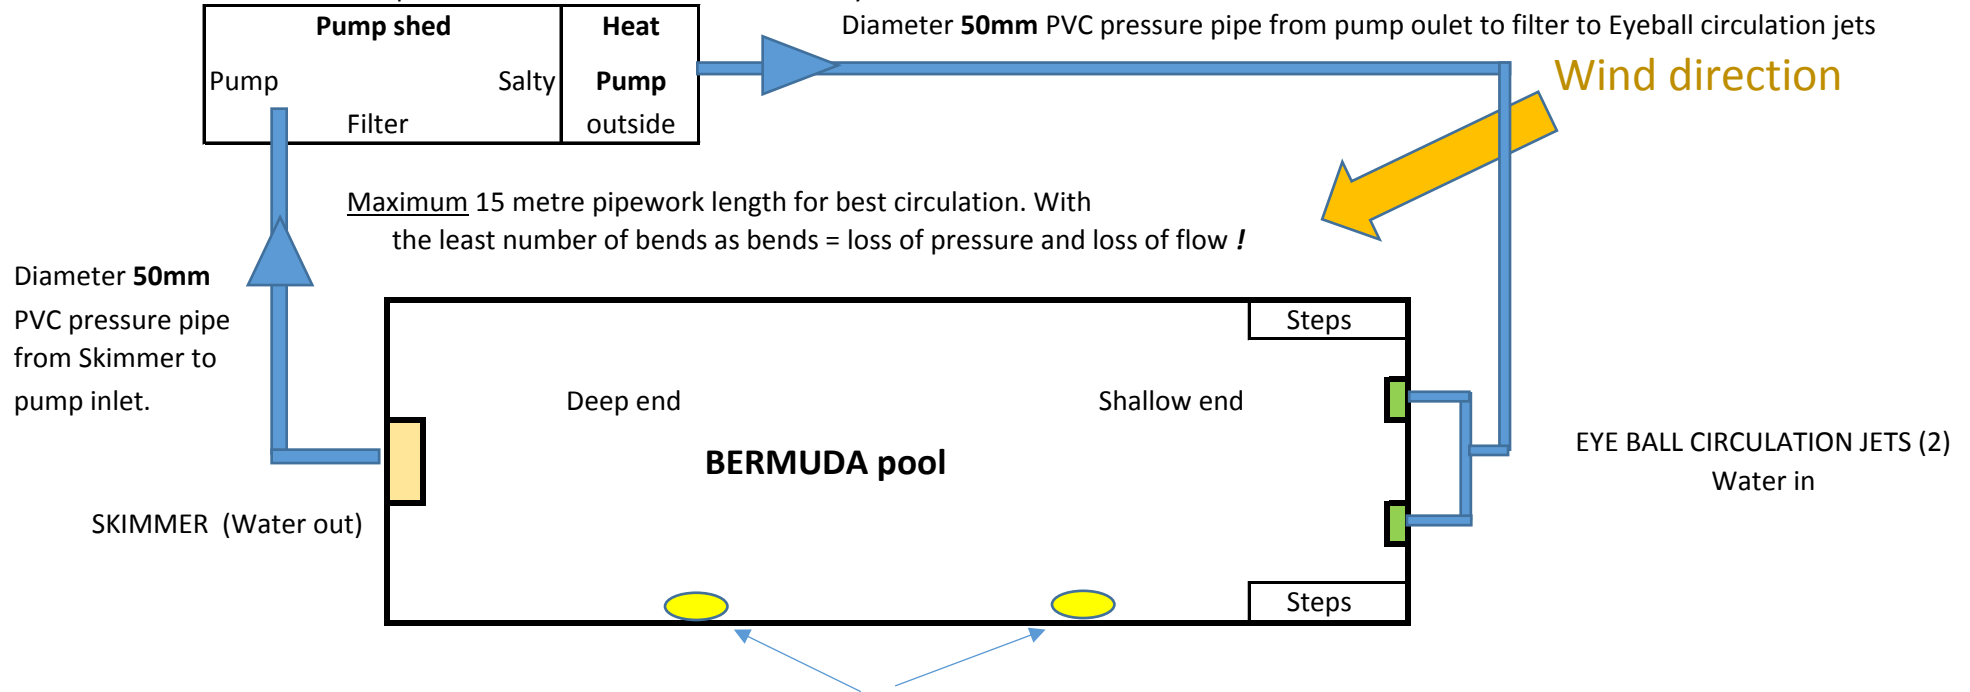 Diameter 50mm PVC pressure pipe from pump oulet to filter to Eyeball circulation jets
Pump shed
Heat
Pump
Salty
Pump
Filter
outside
Wind direction
Maximum 15 metre pipework length for best circulation. With
the least number of bends as bends = loss of pressure and loss of flow !
Diameter 50mm
PVC pressure pipe
from Skimmer to
pump inlet.
Steps
Deep end
Shallow end
BERMUDA pool
EYE BALL CIRCULATION JETS (2)
Water in
SKIMMER (Water out)
Steps